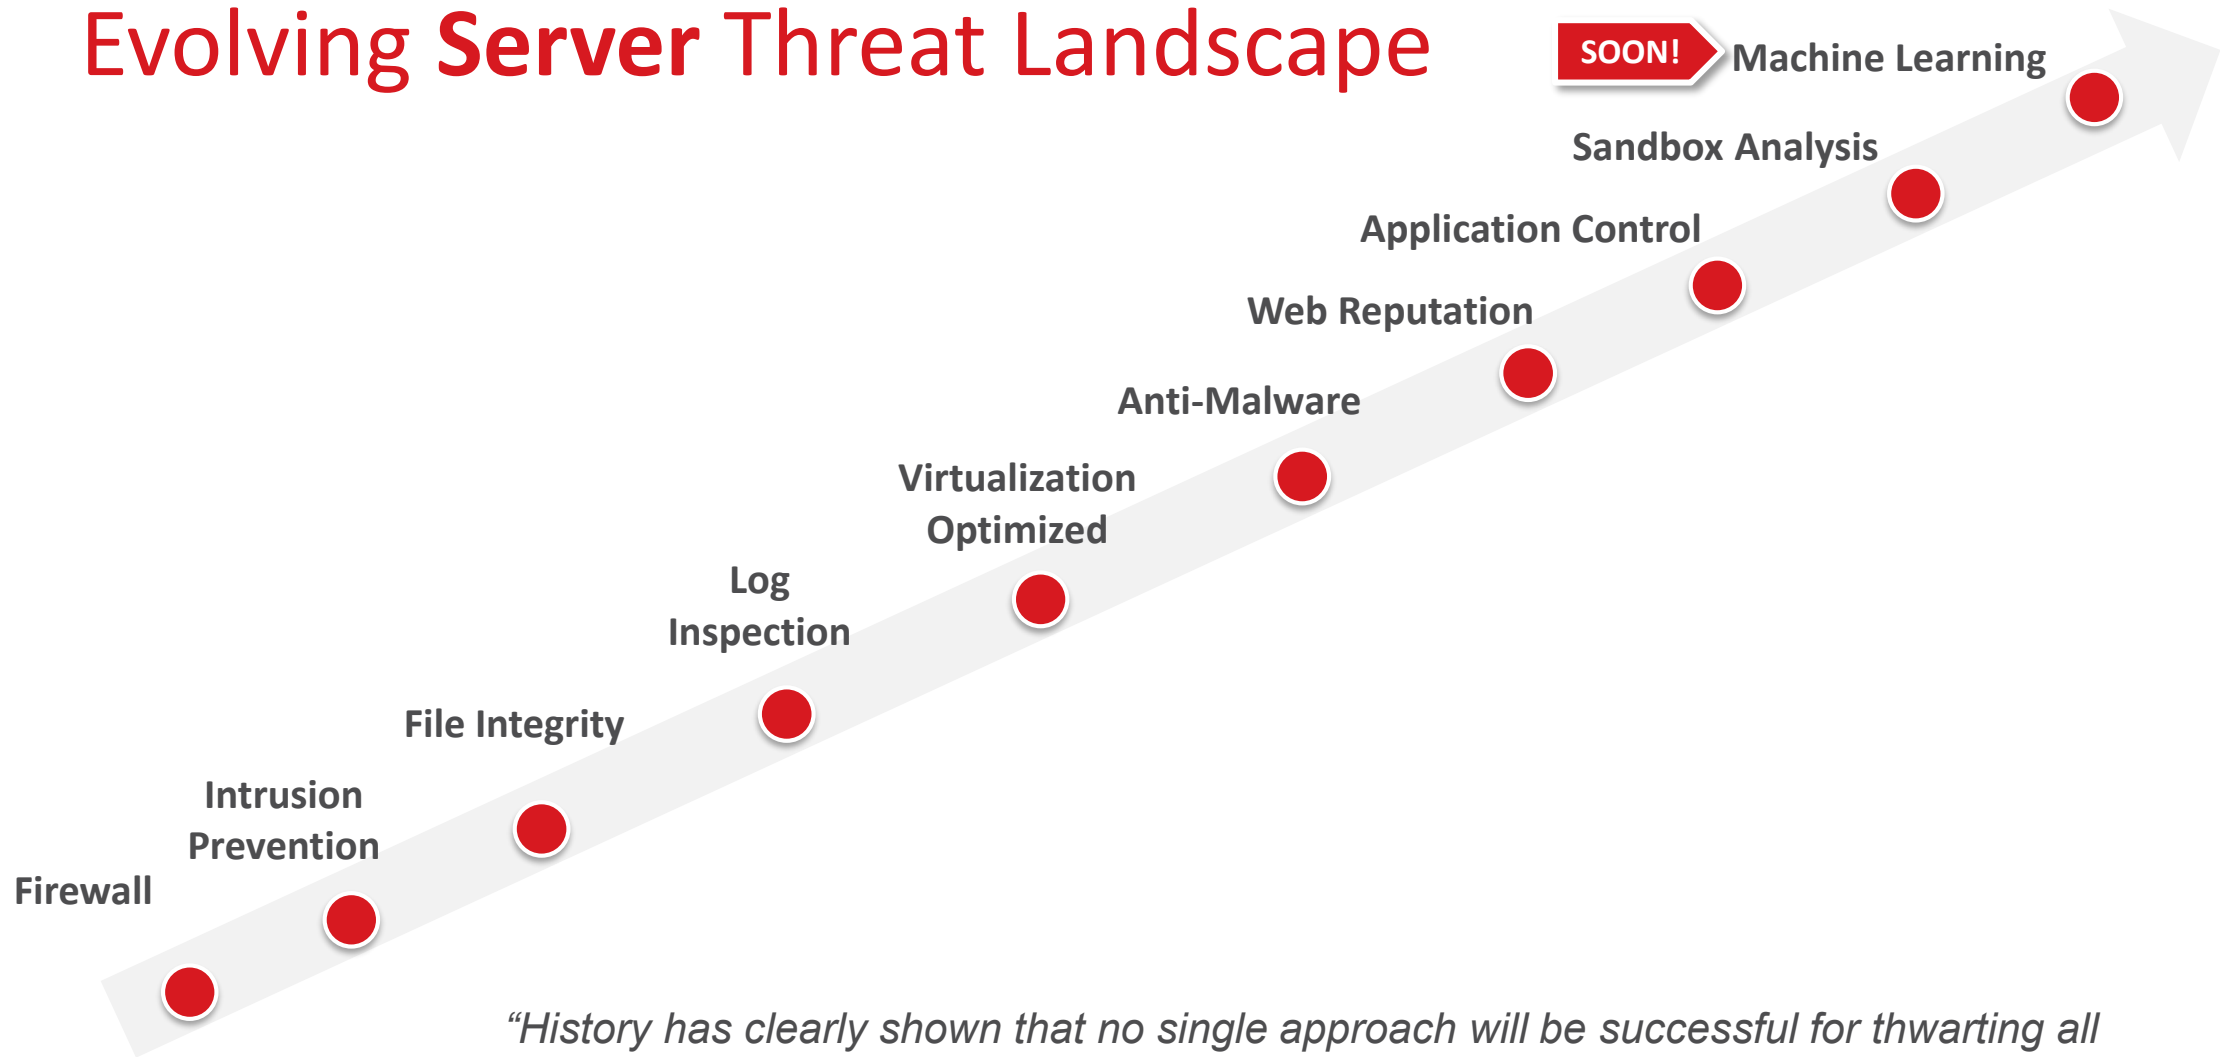 Evolving Server Threat Landscape
SOON!
Machine Learning
Sandbox Analysis
Application Control
Web Reputation
Anti-Malware
Virtualization
Optimized
Log
Inspection
File Integrity
Intrusion
Prevention
Firewall
“History has clearly shown that no single approach will be successful for thwarting all